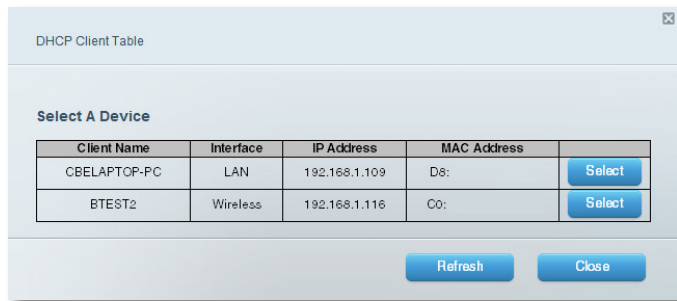 DHCP Client Table
Select A Device
Client Name Interface IP Address MAC Address
CBELAPTOP-PC LAN 192.168.1.109 D8: Select
BTEST2 Wireless 192.168.1.116 C0: Select
Refresh Close